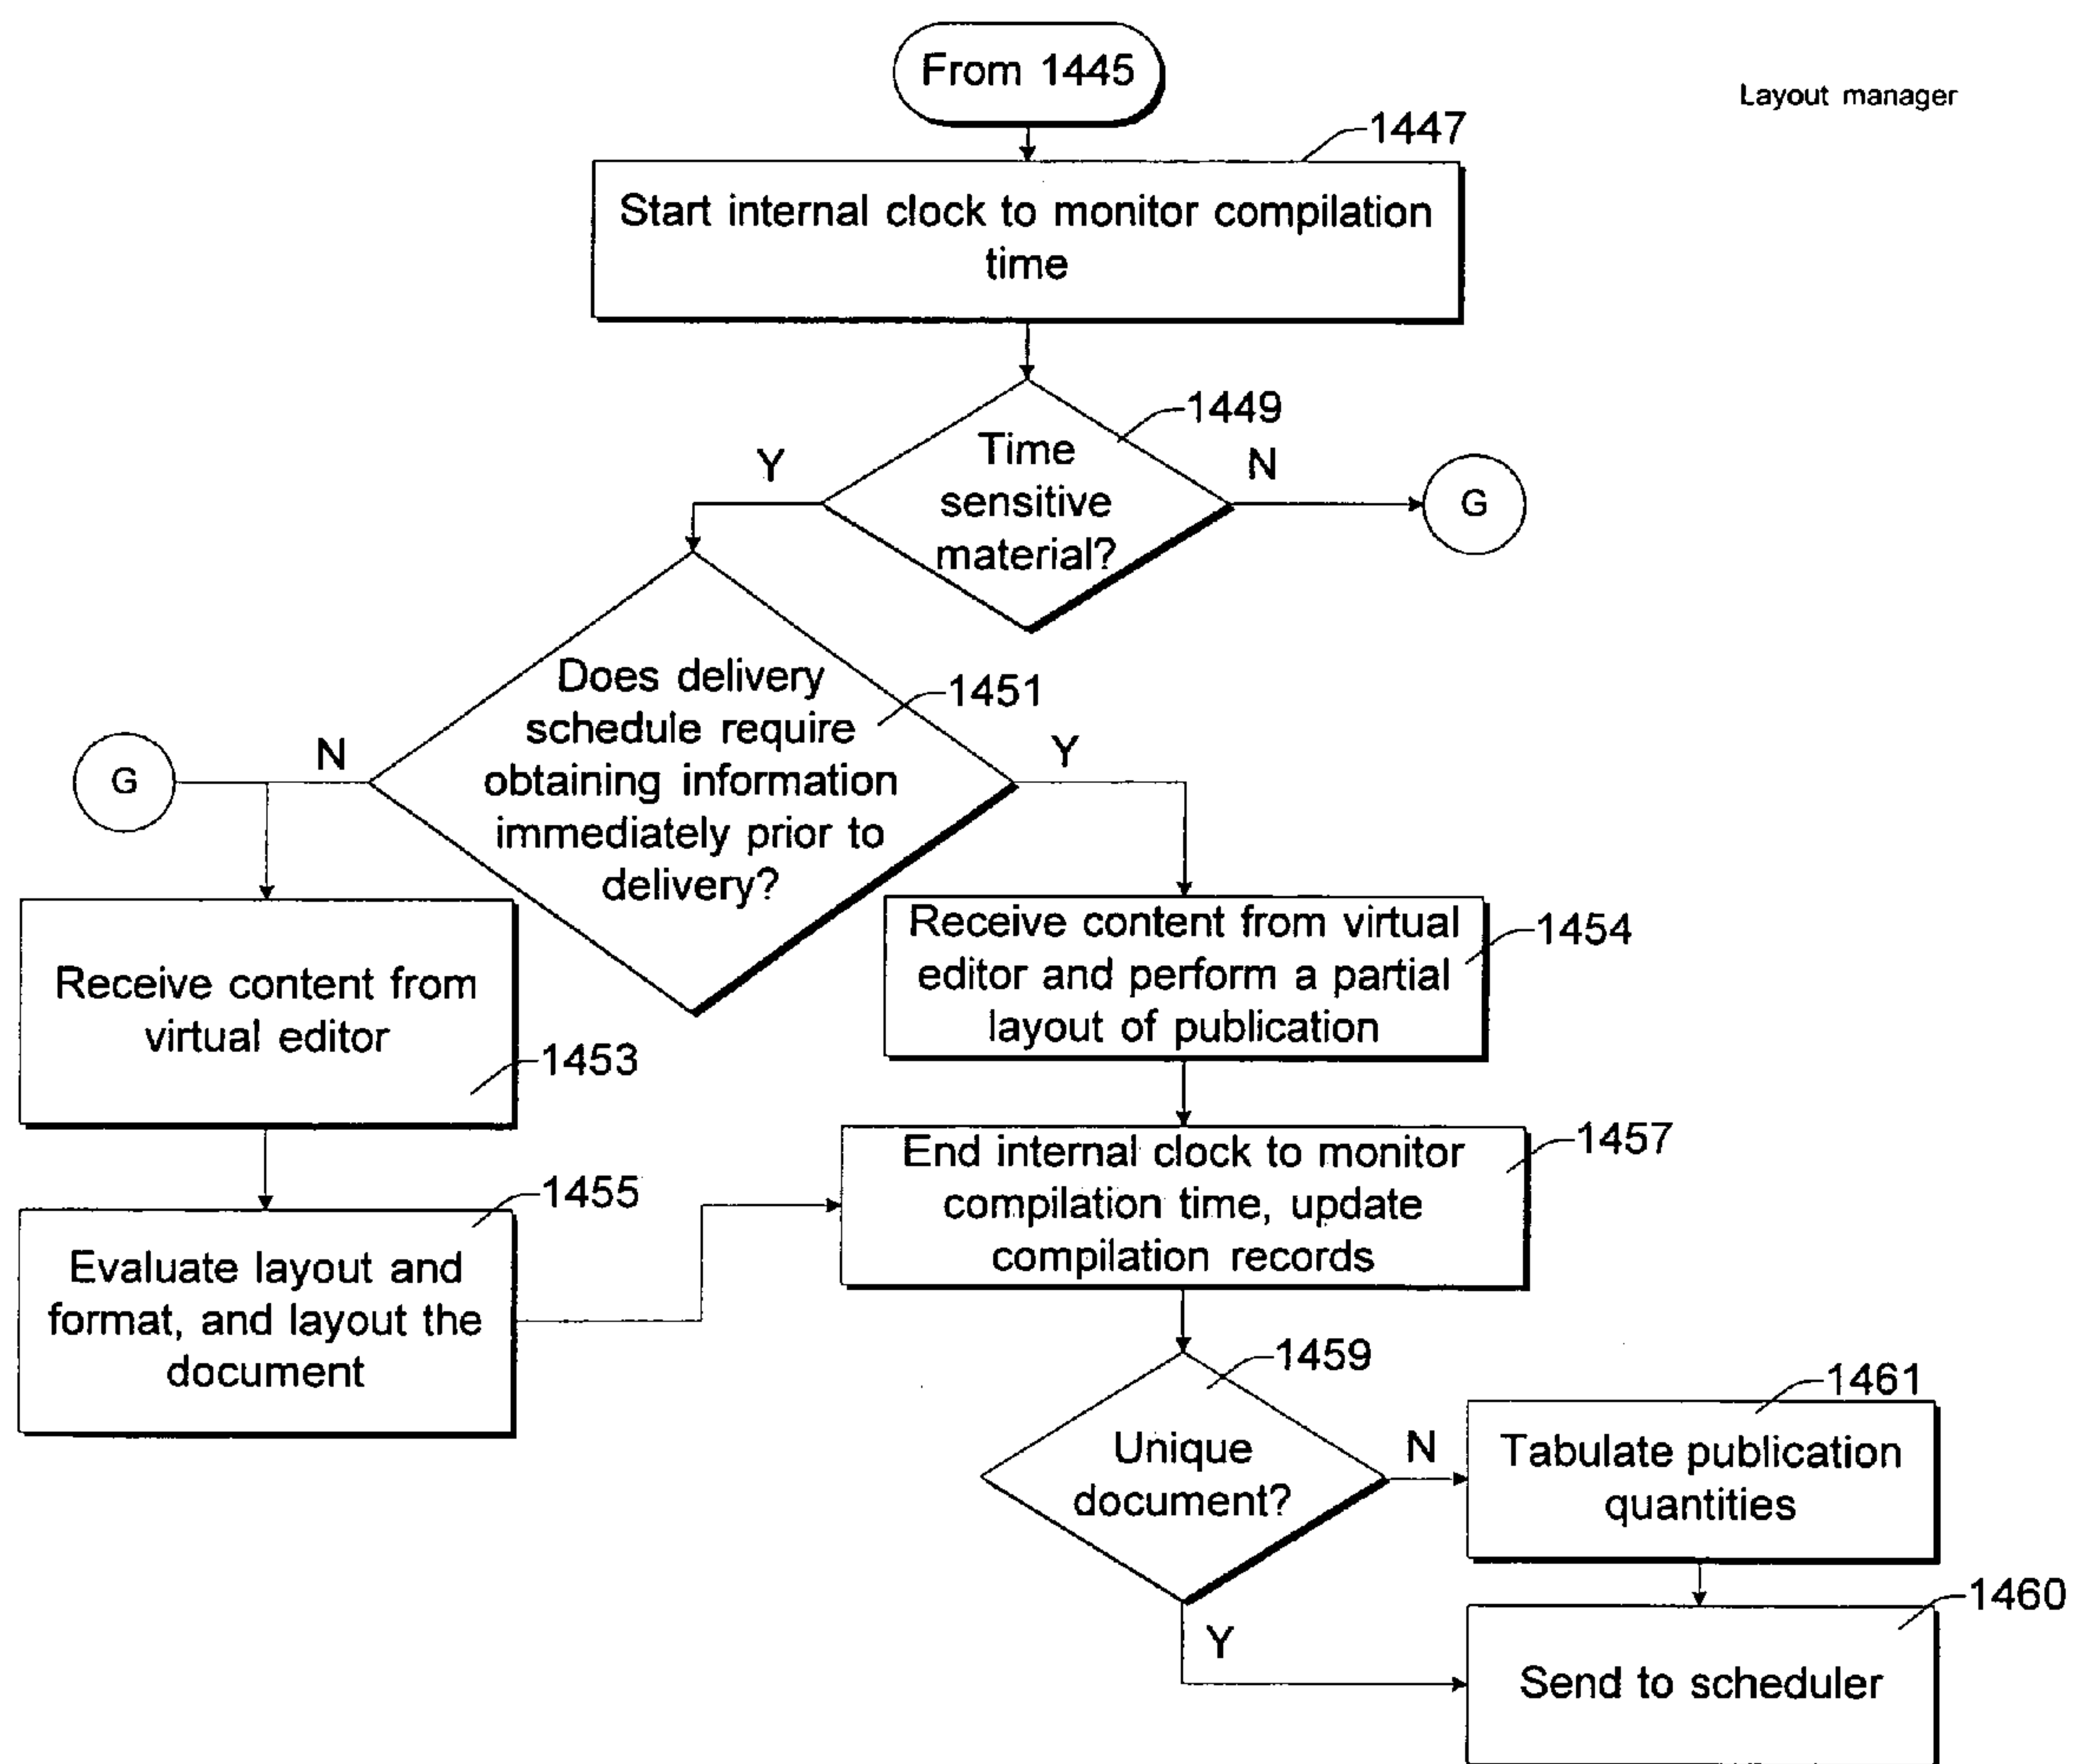 From 1445
Layout manager
1447
Start internal clock to monitor compilation
time
1449
Time
sensitive
material?
Y
N
G
Does delivery
schedule require
obtaining information
immediately prior to
delivery?
1451
G
N
Y
Receive content from
virtual editor
1453
Receive content from virtual
editor and perform a partial
layout of publication
1454
1455
Evaluate layout and
format, and layout the
document
End internal clock to monitor
compilation time, update
compilation records
1457
1459
Unique
document?
N
Y
1461
Tabulate publication
quantities
1460
Send to scheduler